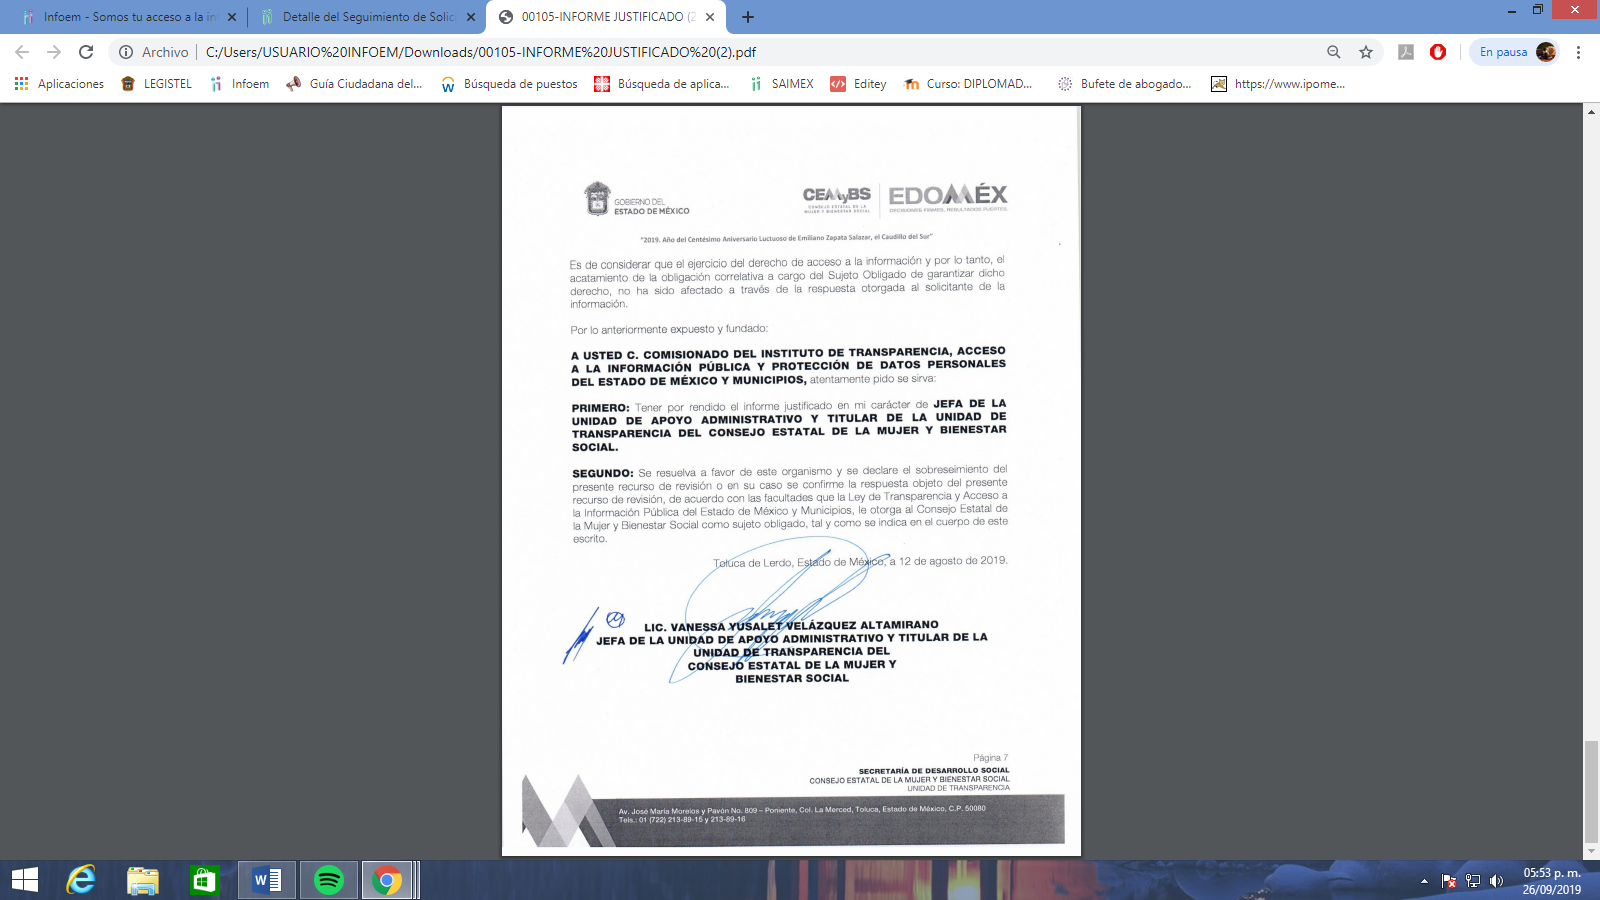 Infoem - Somos tu acceso a la in
Detalle del Seguimiento de Solici
00105-INFORME JUSTIFICADO (2
Archivo
C:/Users/USUARIO%20INFOEM/Downloads/00105-INFORME%20JUSTIFICADO%20(2).pdf
En pausa
Aplicaciones
LEGISTEL
Infoem
Guía Ciudadana del...
Búsqueda de puestos
Búsqueda de aplica...
SAIMEX
Editey
Curso: DIPLOMAD...
Bufete de abogado...
https://www.ipome...
GOBIERNO DEL
ESTADO DE MÉXICO
CEMyBS
CONSEJO ESTATAL DE LA
MUJER Y BIENESTAR SOCIAL
EDOMÉX
DECISIONES FIRMES, RESULTADOS FUERTES.
"2019. Año del Centésimo Aniversario Luctuoso de Emiliano Zapata Salazar, el Caudillo del Sur"
Es de considerar que el ejercicio del derecho de acceso a la información y por lo tanto, el
acatamiento de la obligación correlativa a cargo del Sujeto Obligado de garantizar dicho
derecho, no ha sido afectado a través de la respuesta otorgada al solicitante de la
información.
Por lo anteriormente expuesto y fundado:
A USTED C. COMISIONADO DEL INSTITUTO DE TRANSPARENCIA, ACCESO
A LA INFORMACIÓN PÚBLICA Y PROTECCIÓN DE DATOS PERSONALES
DEL ESTADO DE MÉXICO Y MUNICIPIOS, atentamente pido se sirva:
PRIMERO: Tener por rendido el informe justificado en mi carácter de JEFA DE LA
UNIDAD DE APOYO ADMINISTRATIVO Y TITULAR DE LA UNIDAD DE
TRANSPARENCIA DEL CONSEJO ESTATAL DE LA MUJER Y BIENESTAR
SOCIAL.
SEGUNDO: Se resuelva a favor de este organismo y se declare el sobreseimiento del
presente recurso de revisión o en su caso se confirme la respuesta objeto del presente
recurso de revisión, de acuerdo con las facultades que la Ley de Transparencia y Acceso a
la Información Pública del Estado de México y Municipios, le otorga al Consejo Estatal de
la Mujer y Bienestar Social como sujeto obligado, tal y como se indica en el cuerpo de este
escrito.
Toluca de Lerdo, Estado de México, a 12 de agosto de 2019.
LIC. VANESSA YUSALET VELÁZQUEZ ALTAMIRANO
JEFA DE LA UNIDAD DE APOYO ADMINISTRATIVO Y TITULAR DE LA
UNIDAD DE TRANSPARENCIA DEL
CONSEJO ESTATAL DE LA MUJER Y
BIENESTAR SOCIAL
Página 7
SECRETARÍA DE DESARROLLO SOCIAL
CONSEJO ESTATAL DE LA MUJER Y BIENESTAR SOCIAL
UNIDAD DE TRANSPARENCIA
Av. José María Morelos y Pavón No. 809 – Poniente, Col. La Merced, Toluca, Estado de México, C.P. 50080
Tels.: 01 (722) 213-89-15 y 213-89-16
05:53 p. m.
26/09/2019